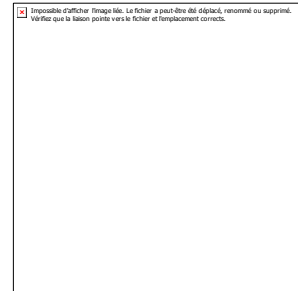 Impossible d'afficher l'image liée. Le fichier a peut-être été déplacé, renommé ou supprimé.
Vérifiez que la liaison pointe vers le fichier et l'emplacement corrects.